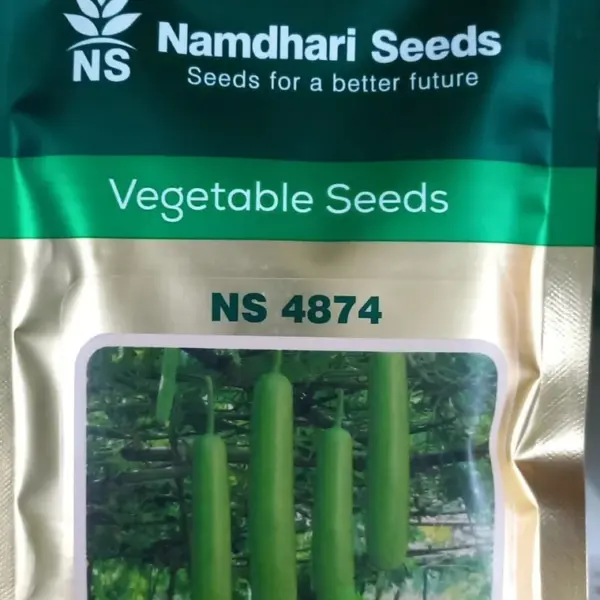 NS
Namdhari Seeds
Seeds for a better future
Vegetable Seeds
NS 4874